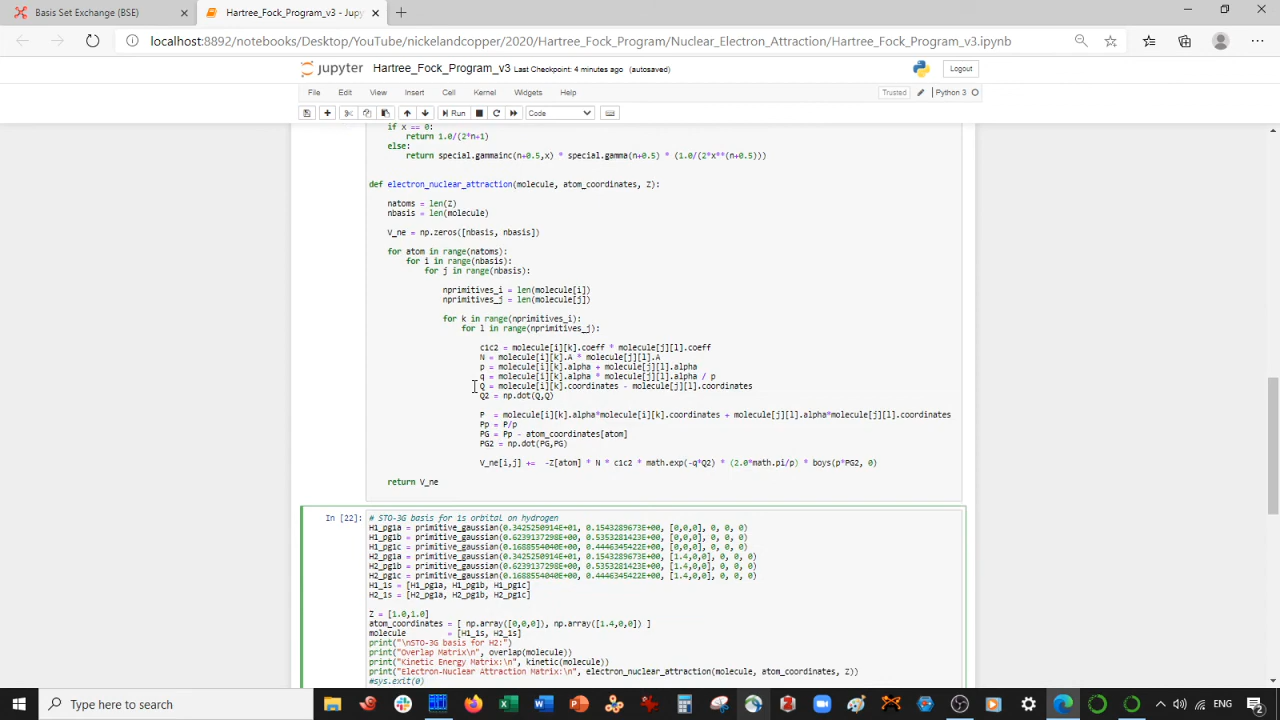 Basis Set Exchange (BSE)
Hartree_Fock_Program_v3 - Jup
localhost:8892/notebooks/Desktop/YouTube/nickelandcopper/2020/Hartree_Fock_Program/Nuclear_Electron_Attraction/Hartree_Fock_Program_v3.ipynb
jupyter Hartree_Fock_Program_v3 Last Checkpoint: 4 minutes ago (autosaved) Logout
File Edit View Insert Cell Kernel Widgets Help Trusted Python 3
Run Code
if x == 0:
return 1.0/(2*n+1)
else:
return special.gammainc(n+0.5,x) * special.gamma(n+0.5) * (1.0/(2*x**(n+0.5)))
def electron_nuclear_attraction(molecule, atom_coordinates, Z):
natoms = len(Z)
nbasis = len(molecule)
V_ne = np.zeros([nbasis, nbasis])
for atom in range(natoms):
for i in range(nbasis):
for j in range(nbasis):
nprimitives_i = len(molecule[i])
nprimitives_j = len(molecule[j])
for k in range(nprimitives_i):
for l in range(nprimitives_j):
c1c2 = molecule[i][k].coeff * molecule[j][l].coeff
N = molecule[i][k].A * molecule[j][l].A
p = molecule[i][k].alpha + molecule[j][l].alpha
q = molecule[i][k].alpha * molecule[j][l].alpha / p
Q = molecule[i][k].coordinates - molecule[j][l].coordinates
Q2 = np.dot(Q,Q)
P = molecule[i][k].alpha*molecule[i][k].coordinates + molecule[j][l].alpha*molecule[j][l].coordinates
Pp = P/p
PG = Pp - atom_coordinates[atom]
PG2 = np.dot(PG,PG)
V_ne[i,j] += -Z[atom] * N * c1c2 * math.exp(-q*Q2) * (2.0*math.pi/p) * boys(p*PG2, 0)
return V_ne
In [22]: # STO-3G basis for 1s orbital on hydrogen
H1_pg1a = primitive_gaussian(0.3425250914E+01, 0.1543289673E+00, [0,0,0], 0, 0, 0)
H1_pg1b = primitive_gaussian(0.6239137298E+00, 0.5353281423E+00, [0,0,0], 0, 0, 0)
H1_pg1c = primitive_gaussian(0.1688554040E+00, 0.4446345422E+00, [0,0,0], 0, 0, 0)
H2_pg1a = primitive_gaussian(0.3425250914E+01, 0.1543289673E+00, [1.4,0,0], 0, 0, 0)
H2_pg1b = primitive_gaussian(0.6239137298E+00, 0.5353281423E+00, [1.4,0,0], 0, 0, 0)
H2_pg1c = primitive_gaussian(0.1688554040E+00, 0.4446345422E+00, [1.4,0,0], 0, 0, 0)
H1_1s = [H1_pg1a, H1_pg1b, H1_pg1c]
H2_1s = [H2_pg1a, H2_pg1b, H2_pg1c]
Z = [1.0,1.0]
atom_coordinates = [ np.array([0,0,0]), np.array([1.4,0,0]) ]
molecule = [H1_1s, H2_1s]
print("\nSTO-3G basis for H2:")
print("Overlap Matrix\n", overlap(molecule))
print("Kinetic Energy Matrix:\n", kinetic(molecule))
print("Electron-Nuclear Attraction Matrix:\n", electron_nuclear_attraction(molecule, atom_coordinates, Z))
#sys.exit(0)
Type here to search
ENG 2:22 PM